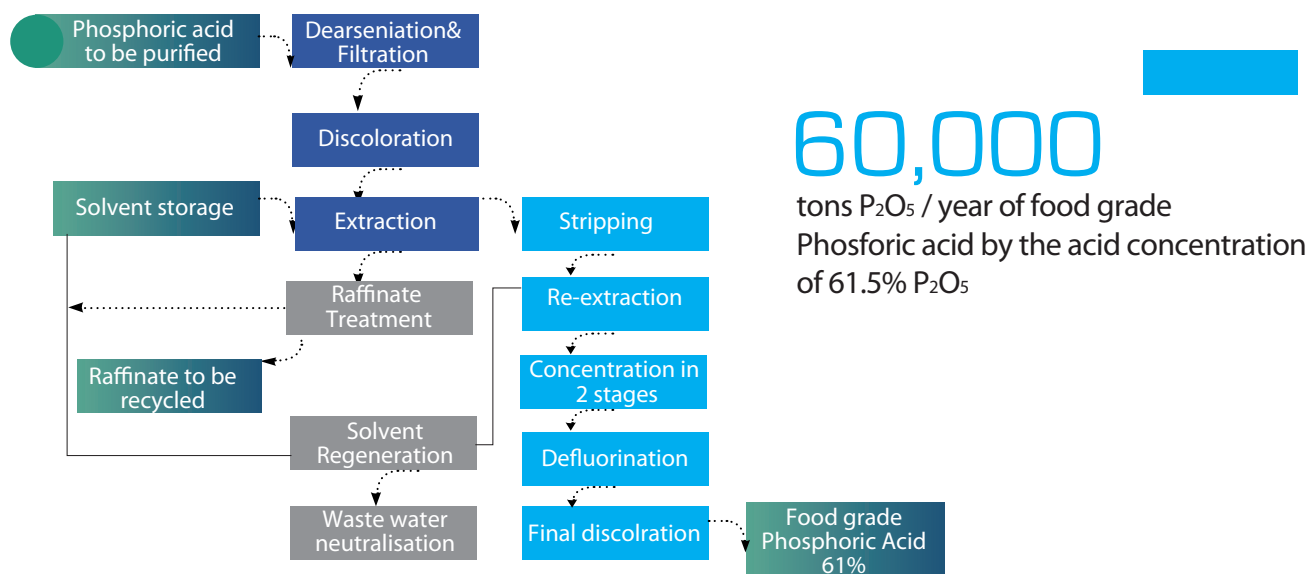 Phosphoric acid
to be purified
Dearseniation&
Filtration
Discoloration
Solvent storage
Extraction
Stripping
Raffinate
Treatment
Re-extraction
Raffinate to be
recycled
Concentration in
2 stages
Solvent
Regeneration
Defluorination
Waste water
neutralisation
Final discolration
Food grade
Phosphoric Acid
61%
60,000
tons P₂O₅ / year of food grade
Phosforic acid by the acid concentration
of 61.5% P₂O₅